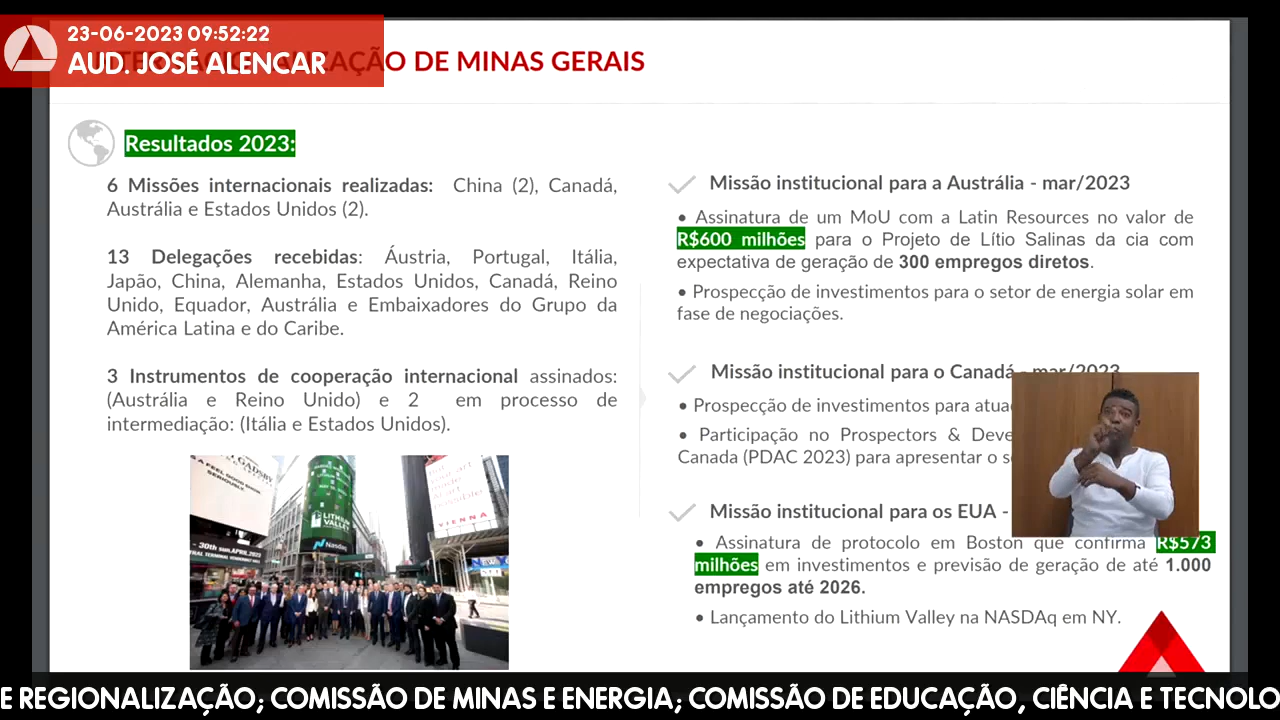 23-06-2023 09:52:22
AUD. JOSÉ ALENCAR
ZAÇÃO DE MINAS GERAIS
Resultados 2023:
6 Missões internacionais realizadas: China (2), Canadá,
Austrália e Estados Unidos (2).
13 Delegações recebidas: Áustria, Portugal, Itália,
Japão, China, Alemanha, Estados Unidos, Canadá, Reino
Unido, Equador, Austrália e Embaixadores do Grupo da
América Latina e do Caribe.
3 Instrumentos de cooperação internacional assinados:
(Austrália e Reino Unido) e 2 em processo de
intermediação: (Itália e Estados Unidos).
LITHIUM
VALLEY
Nasdaq
VIENNA
Missão institucional para a Austrália - mar/2023
• Assinatura de um MoU com a Latin Resources no valor de
R$600 milhões para o Projeto de Lítio Salinas da cia com
expectativa de geração de 300 empregos diretos.
• Prospecção de investimentos para o setor de energia solar em
fase de negociações.
Missão institucional para o Canadá - mar/2023
• Prospecção de investimentos para
• Participação no Prospectors &
Canada (PDAC 2023) para apresentar o
Missão institucional para os EUA -
• Assinatura de protocolo em Boston que confirma R$573
milhões em investimentos e previsão de geração de até 1.000
empregos até 2026.
• Lançamento do Lithium Valley na NASDAq em NY.
E REGIONALIZAÇÃO; COMISSÃO DE MINAS E ENERGIA; COMISSÃO DE EDUCAÇÃO, CIÊNCIA E TECNOLO